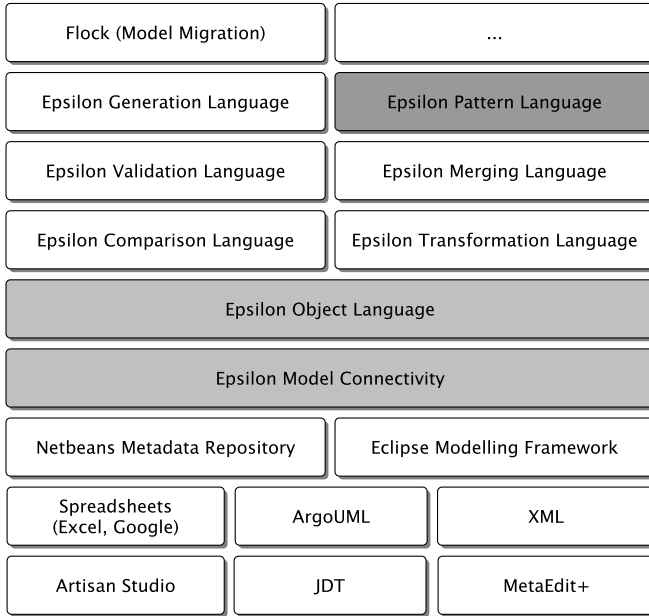 Flock (Model Migration)
...
Epsilon Generation Language
Epsilon Pattern Language
Epsilon Validation Language
Epsilon Merging Language
Epsilon Comparison Language
Epsilon Transformation Language
Epsilon Object Language
Epsilon Model Connectivity
Netbeans Metadata Repository
Eclipse Modelling Framework
Spreadsheets
(Excel, Google)
ArgoUML
XML
Artisan Studio
JDT
MetaEdit+